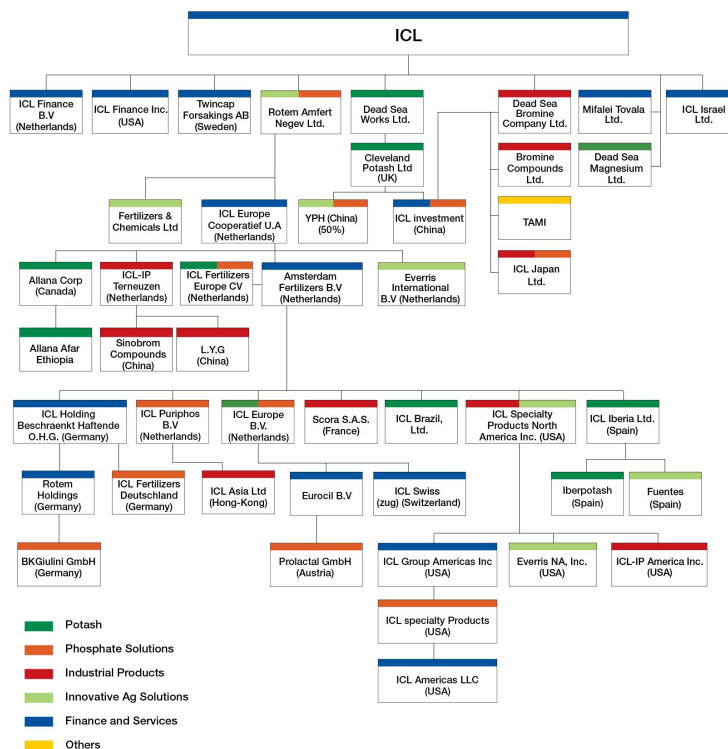 ICL
ICL Finance
B.V
(Netherlands)
ICL Finance Inc.
(USA)
Twincap
Forsakings AB
(Sweden)
Rotem Amfert
Negev Ltd.
Dead Sea
Works Ltd.
Dead Sea
Bromine
Company Ltd.
Mifalei Tovala
Ltd.
ICL Israel
Ltd.
Cleveland
Potash Ltd
(UK)
Bromine
Compounds
Ltd.
Dead Sea
Magnesium Ltd.
Fertilizers &
Chemicals Ltd
ICL Europe
Cooperatief U.A
(Netherlands)
YPH (China)
(50%)
ICL investment
(China)
TAMI
ICL Japan
Ltd.
Allana Corp
(Canada)
ICL-IP
Terneuzen
(Netherlands)
ICL Fertilizers
Europe CV
(Netherlands)
Amsterdam
Fertilizers B.V
(Netherlands)
Everris
International
B.V (Netherlands)
Allana Afar
Ethiopia
Sinobrom
Compounds
(China)
L.Y.G
(China)
ICL Holding
Beschraenkt Haftende
O.H.G. (Germany)
ICL Puriphos
B.V
(Netherlands)
ICL Europe
B.V.
(Netherlands)
Scora S.A.S.
(France)
ICL Brazil,
Ltd.
ICL Specialty
Products North
America Inc. (USA)
ICL Iberia Ltd.
(Spain)
Rotem
Holdings
(Germany)
ICL Fertilizers
Deutschland
(Germany)
ICL Asia Ltd
(Hong-Kong)
Eurocil B.V
ICL Swiss
(zug) (Switzerland)
Iberpotash
(Spain)
Fuentes
(Spain)
BKGiulini GmbH
(Germany)
Prolactal GmbH
(Austria)
ICL Group Americas Inc
(USA)
Everris NA, Inc.
(USA)
ICL-IP America Inc.
(USA)
ICL specialty Products
(USA)
ICL Americas LLC
(USA)
Potash
Phosphate Solutions
Industrial Products
Innovative Ag Solutions
Finance and Services
Others